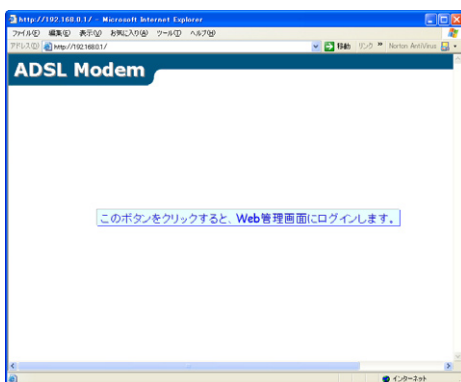 http://192.168.0.1/ - Microsoft Internet Explorer
ファイル(F) 編集(E) 表示(V) お気に入り(A) ツール(T) ヘルプ(H)
アドレス(D) http://192.168.0.1/ 移動 リンク » Norton AntiVirus
ADSL Modem
このボタンをクリックすると、Web管理画面にログインします。
インターネット